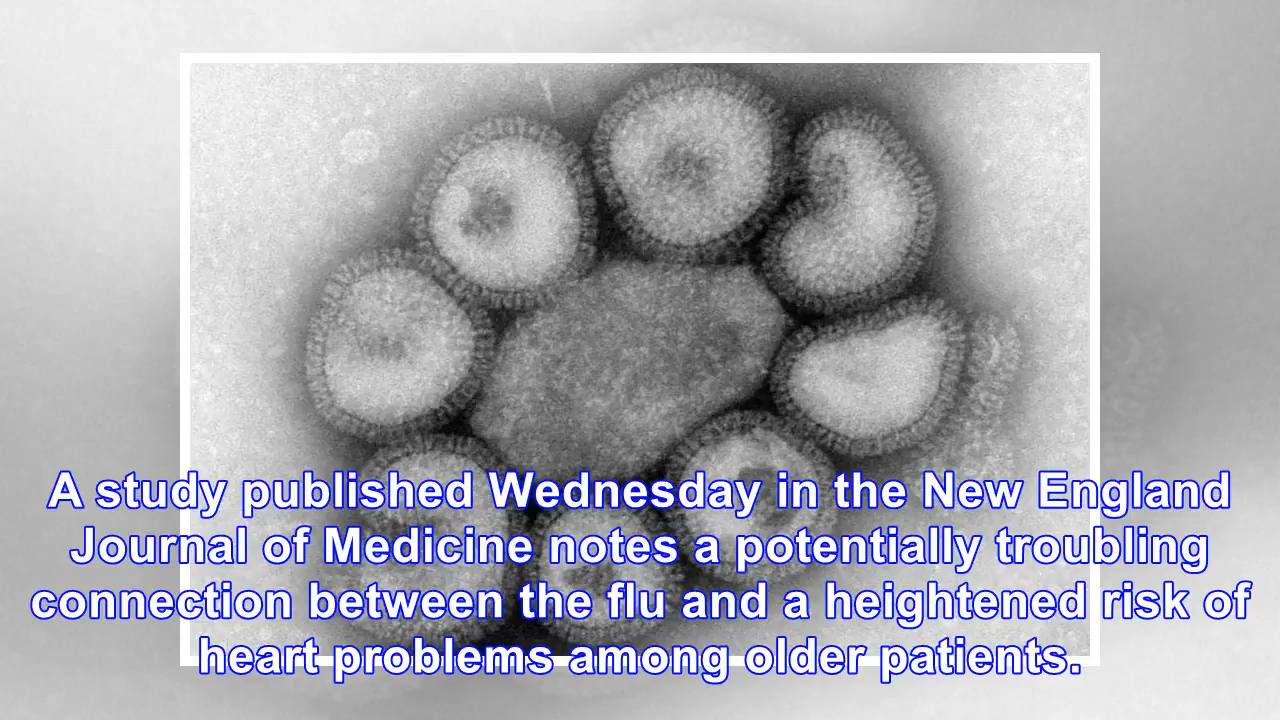 A study published Wednesday in the New England
Journal of Medicine notes a potentially troubling
connection between the flu and a heightened risk of
heart problems among older patients.